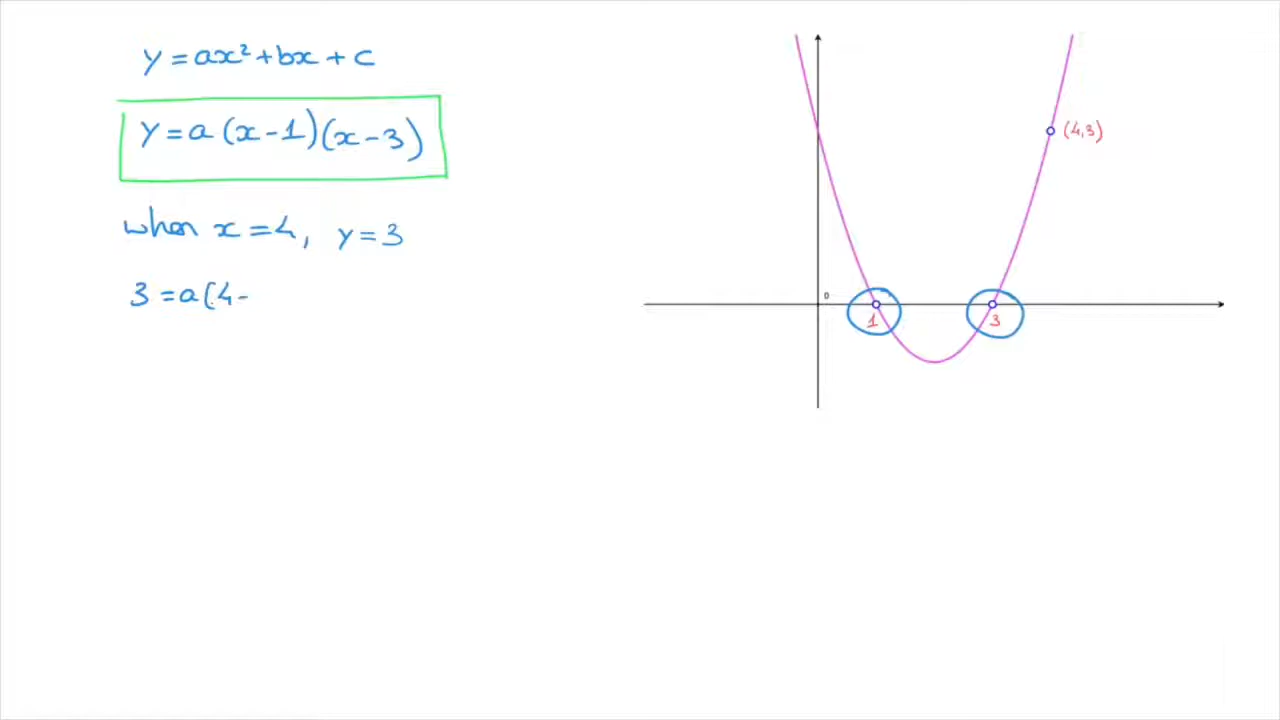 y = ax² + bx + c
y = a (x - 1)(x - 3)
when x = 4, y = 3
3 = a (4 -
(4,3)
0
1
3